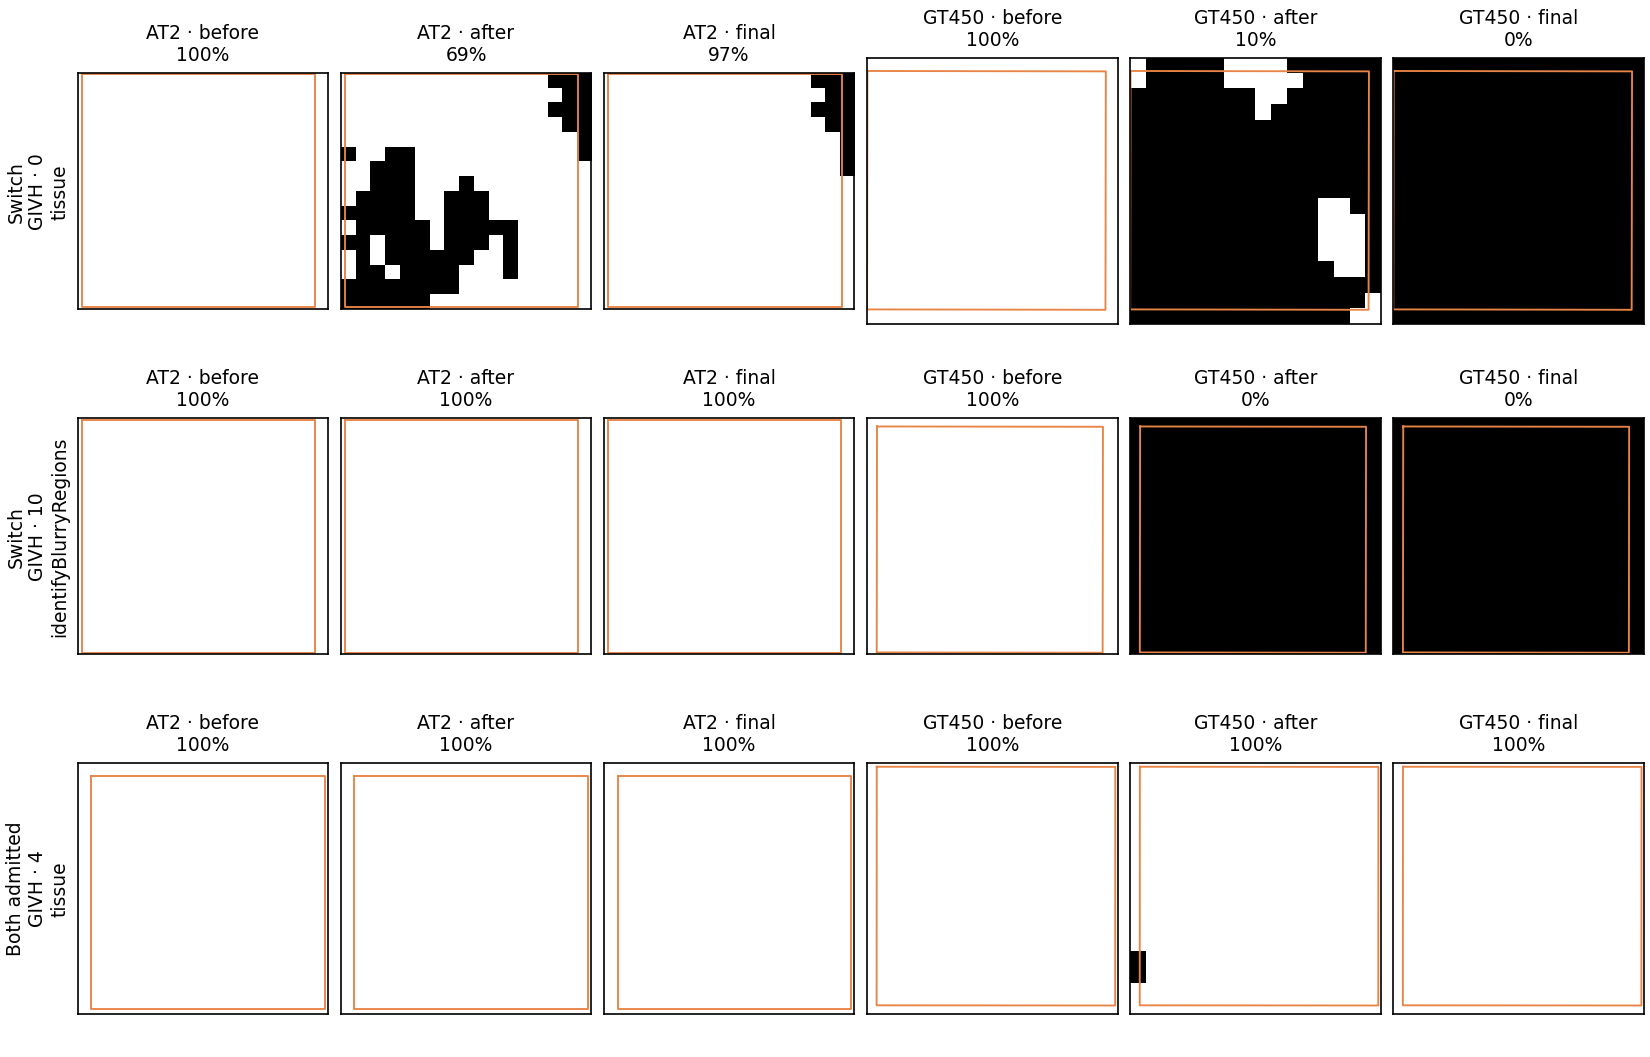 AT2 · before
100%
AT2 · after
69%
AT2 · final
97%
GT450 · before
100%
GT450 · after
10%
GT450 · final
0%
Switch
GIVH · 0
tissue
AT2 · before
100%
AT2 · after
100%
AT2 · final
100%
GT450 · before
100%
GT450 · after
0%
GT450 · final
0%
Switch
GIVH · 10
identifyBlurryRegions
AT2 · before
100%
AT2 · after
100%
AT2 · final
100%
GT450 · before
100%
GT450 · after
100%
GT450 · final
100%
Both admitted
GIVH · 4
tissue